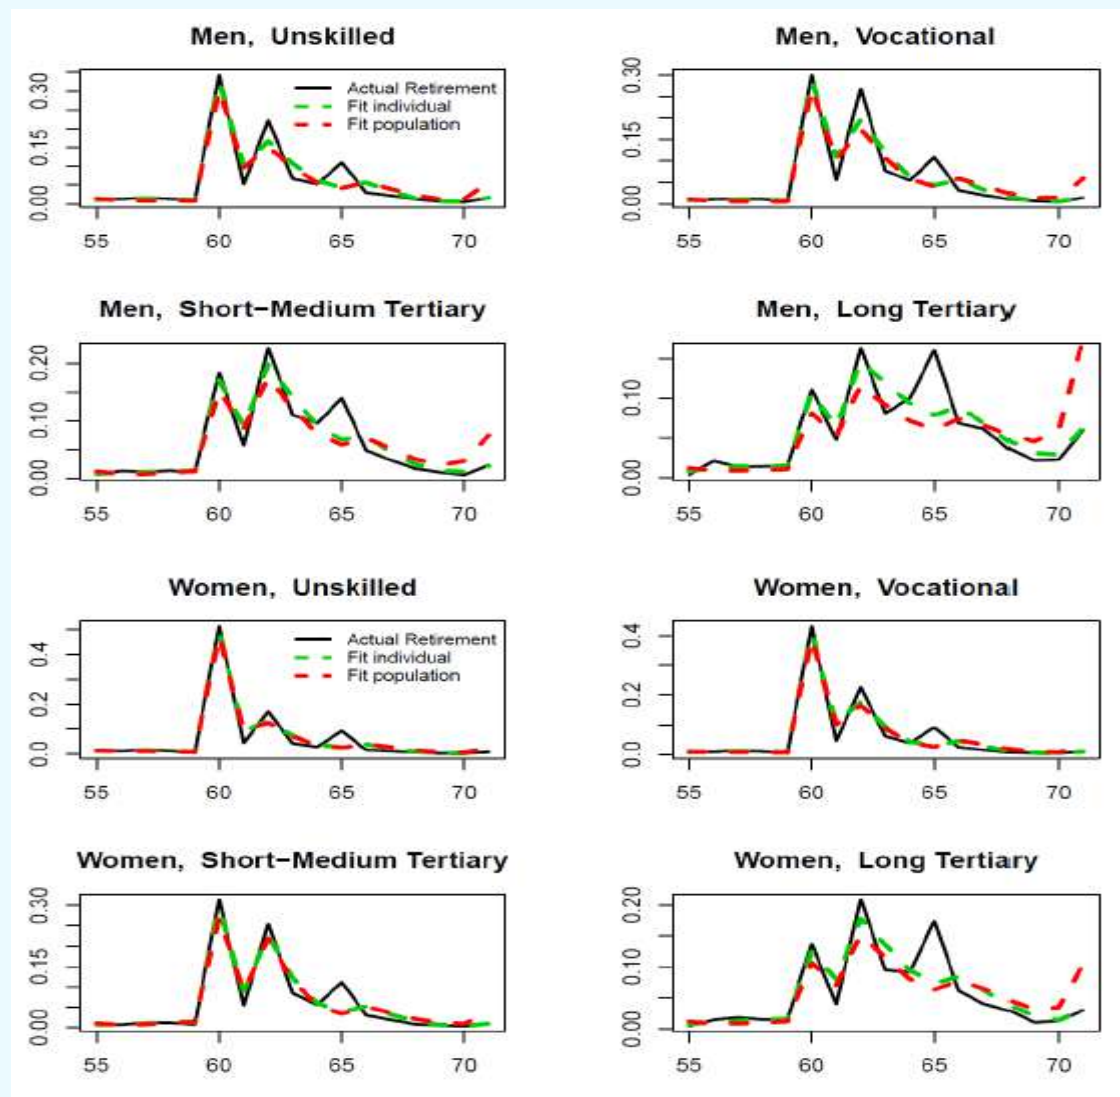 Men, Unskilled
0.00 0.15 0.30
Actual Retirement
Fit individual
Fit population
55 60 65 70
Men, Vocational
0.00 0.15 0.30
55 60 65 70
Men, Short−Medium Tertiary
0.00 0.10 0.20
55 60 65 70
Men, Long Tertiary
0.00 0.10
55 60 65 70
Women, Unskilled
0.0 0.2 0.4
Actual Retirement
Fit individual
Fit population
55 60 65 70
Women, Vocational
0.0 0.2 0.4
55 60 65 70
Women, Short−Medium Tertiary
0.00 0.15 0.30
55 60 65 70
Women, Long Tertiary
0.00 0.10 0.20
55 60 65 70